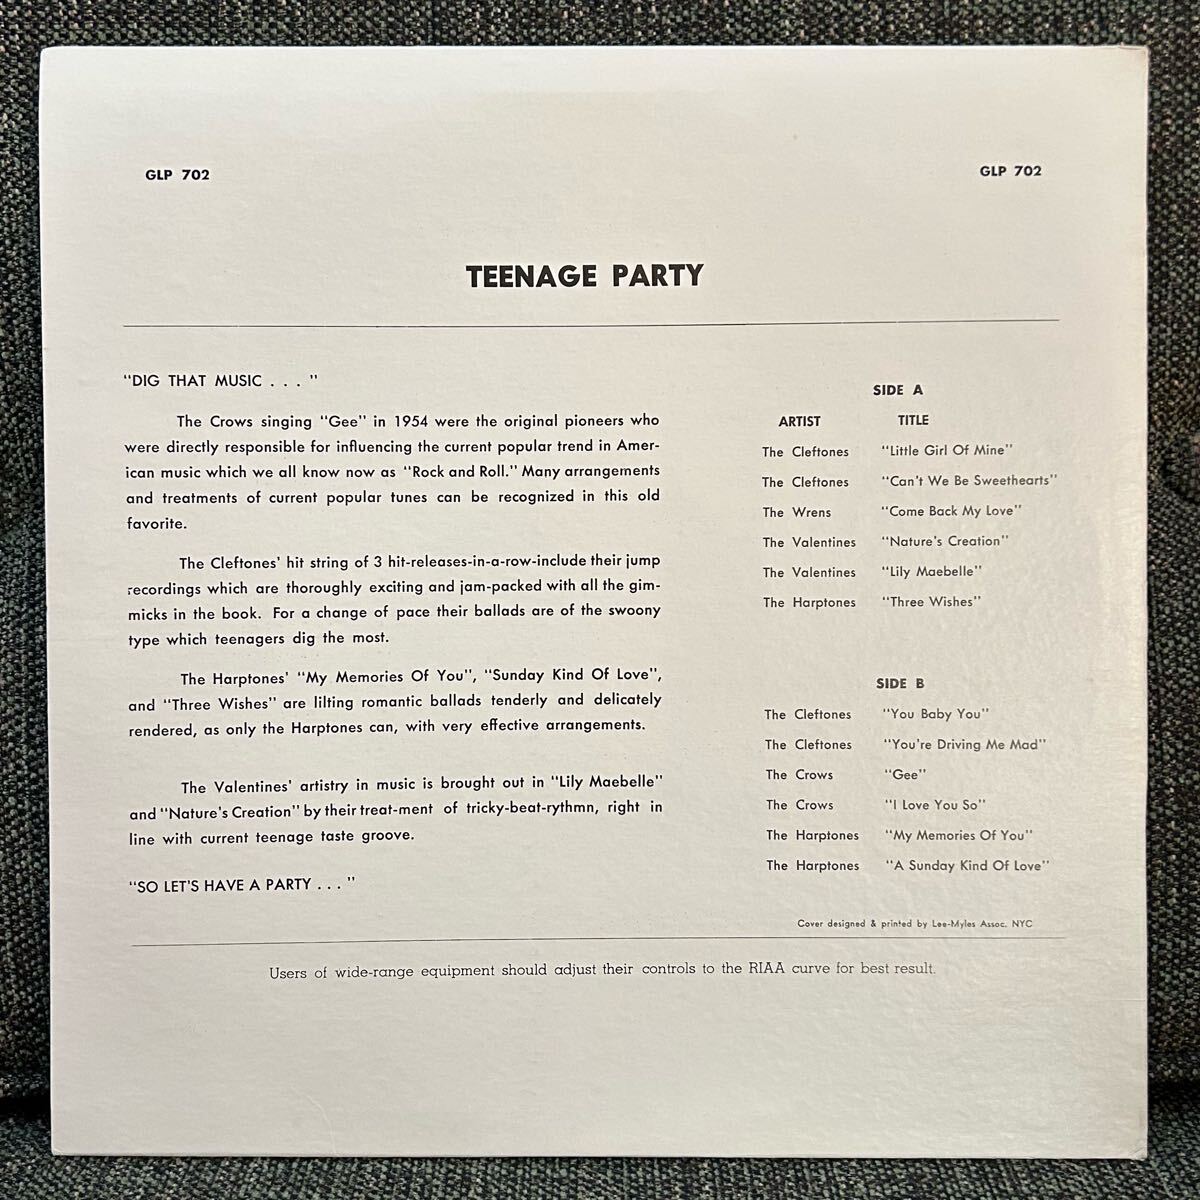 GLP 702
GLP 702
TEENAGE PARTY
"DIG THAT MUSIC . . . "
The Crows singing "Gee" in 1954 were the original pioneers who
were directly responsible for influencing the current popular trend in Amer-
ican music which we all know now as "Rock and Roll." Many arrangements
and treatments of current popular tunes can be recognized in this old
favorite.
The Cleftones' hit string of 3 hit-releases-in-a-row-include their jump
recordings which are thoroughly exciting and jam-packed with all the gim-
micks in the book. For a change of pace their ballads are of the swoony
type which teenagers dig the most.
The Harptones' "My Memories Of You", "Sunday Kind Of Love",
and "Three Wishes" are lilting romantic ballads tenderly and delicately
rendered, as only the Harptones can, with very effective arrangements.
The Valentines' artistry in music is brought out in "Lily Maebelle"
and "Nature's Creation" by their treat-ment of tricky-beat-rythmn, right in
line with current teenage taste groove.
"SO LET'S HAVE A PARTY . . . "
SIDE A
ARTIST TITLE
The Cleftones "Little Girl Of Mine"
The Cleftones "Can't We Be Sweethearts"
The Wrens "Come Back My Love"
The Valentines "Nature's Creation"
The Valentines "Lily Maebelle"
The Harptones "Three Wishes"
SIDE B
The Cleftones "You Baby You"
The Cleftones "You're Driving Me Mad"
The Crows "Gee"
The Crows "I Love You So"
The Harptones "My Memories Of You"
The Harptones "A Sunday Kind Of Love"
Cover designed & printed by Lee-Myles Assoc. NYC
Users of wide-range equipment should adjust their controls to the RIAA curve for best result.